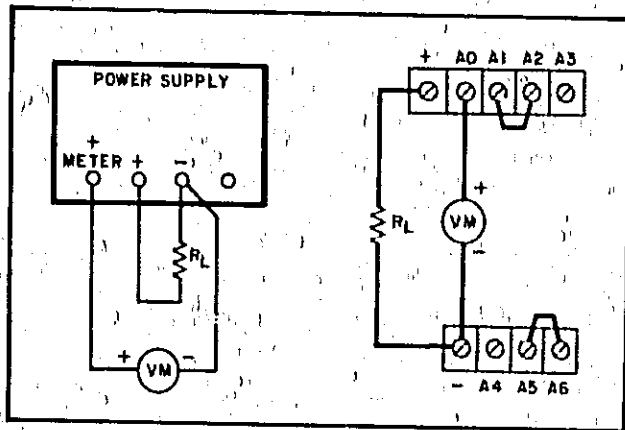 POWER SUPPLY
+
METER + -
RL
+ VM -
+ A0 A1 A2 A3
RL
+
VM
-
- A4 A5 A6